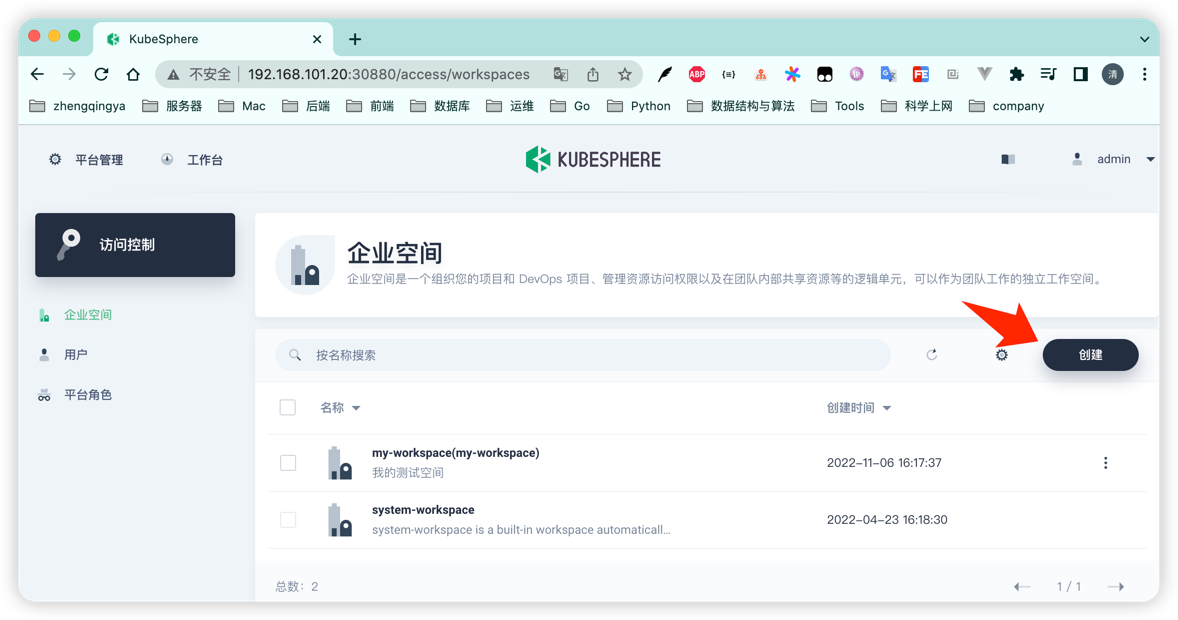 KubeSphere
不安全 | 192.168.101.20:30880/access/workspaces
ABP
FE
清
zhengqingya 服务器 Mac 后端 前端 数据库 运维 Go Python 数据结构与算法 Tools 科学上网 company
平台管理 工作台 KUBESPHERE admin
访问控制
企业空间
企业空间是一个组织您的项目和 DevOps 项目、管理资源访问权限以及在团队内部共享资源等的逻辑单元，可以作为团队工作的独立工作空间。
企业空间
用户
平台角色
按名称搜索 创建
名称 创建时间
my-workspace(my-workspace)
我的测试空间
2022-11-06 16:17:37
system-workspace
system-workspace is a built-in workspace automaticall...
2022-04-23 16:18:30
总数: 2 1 / 1